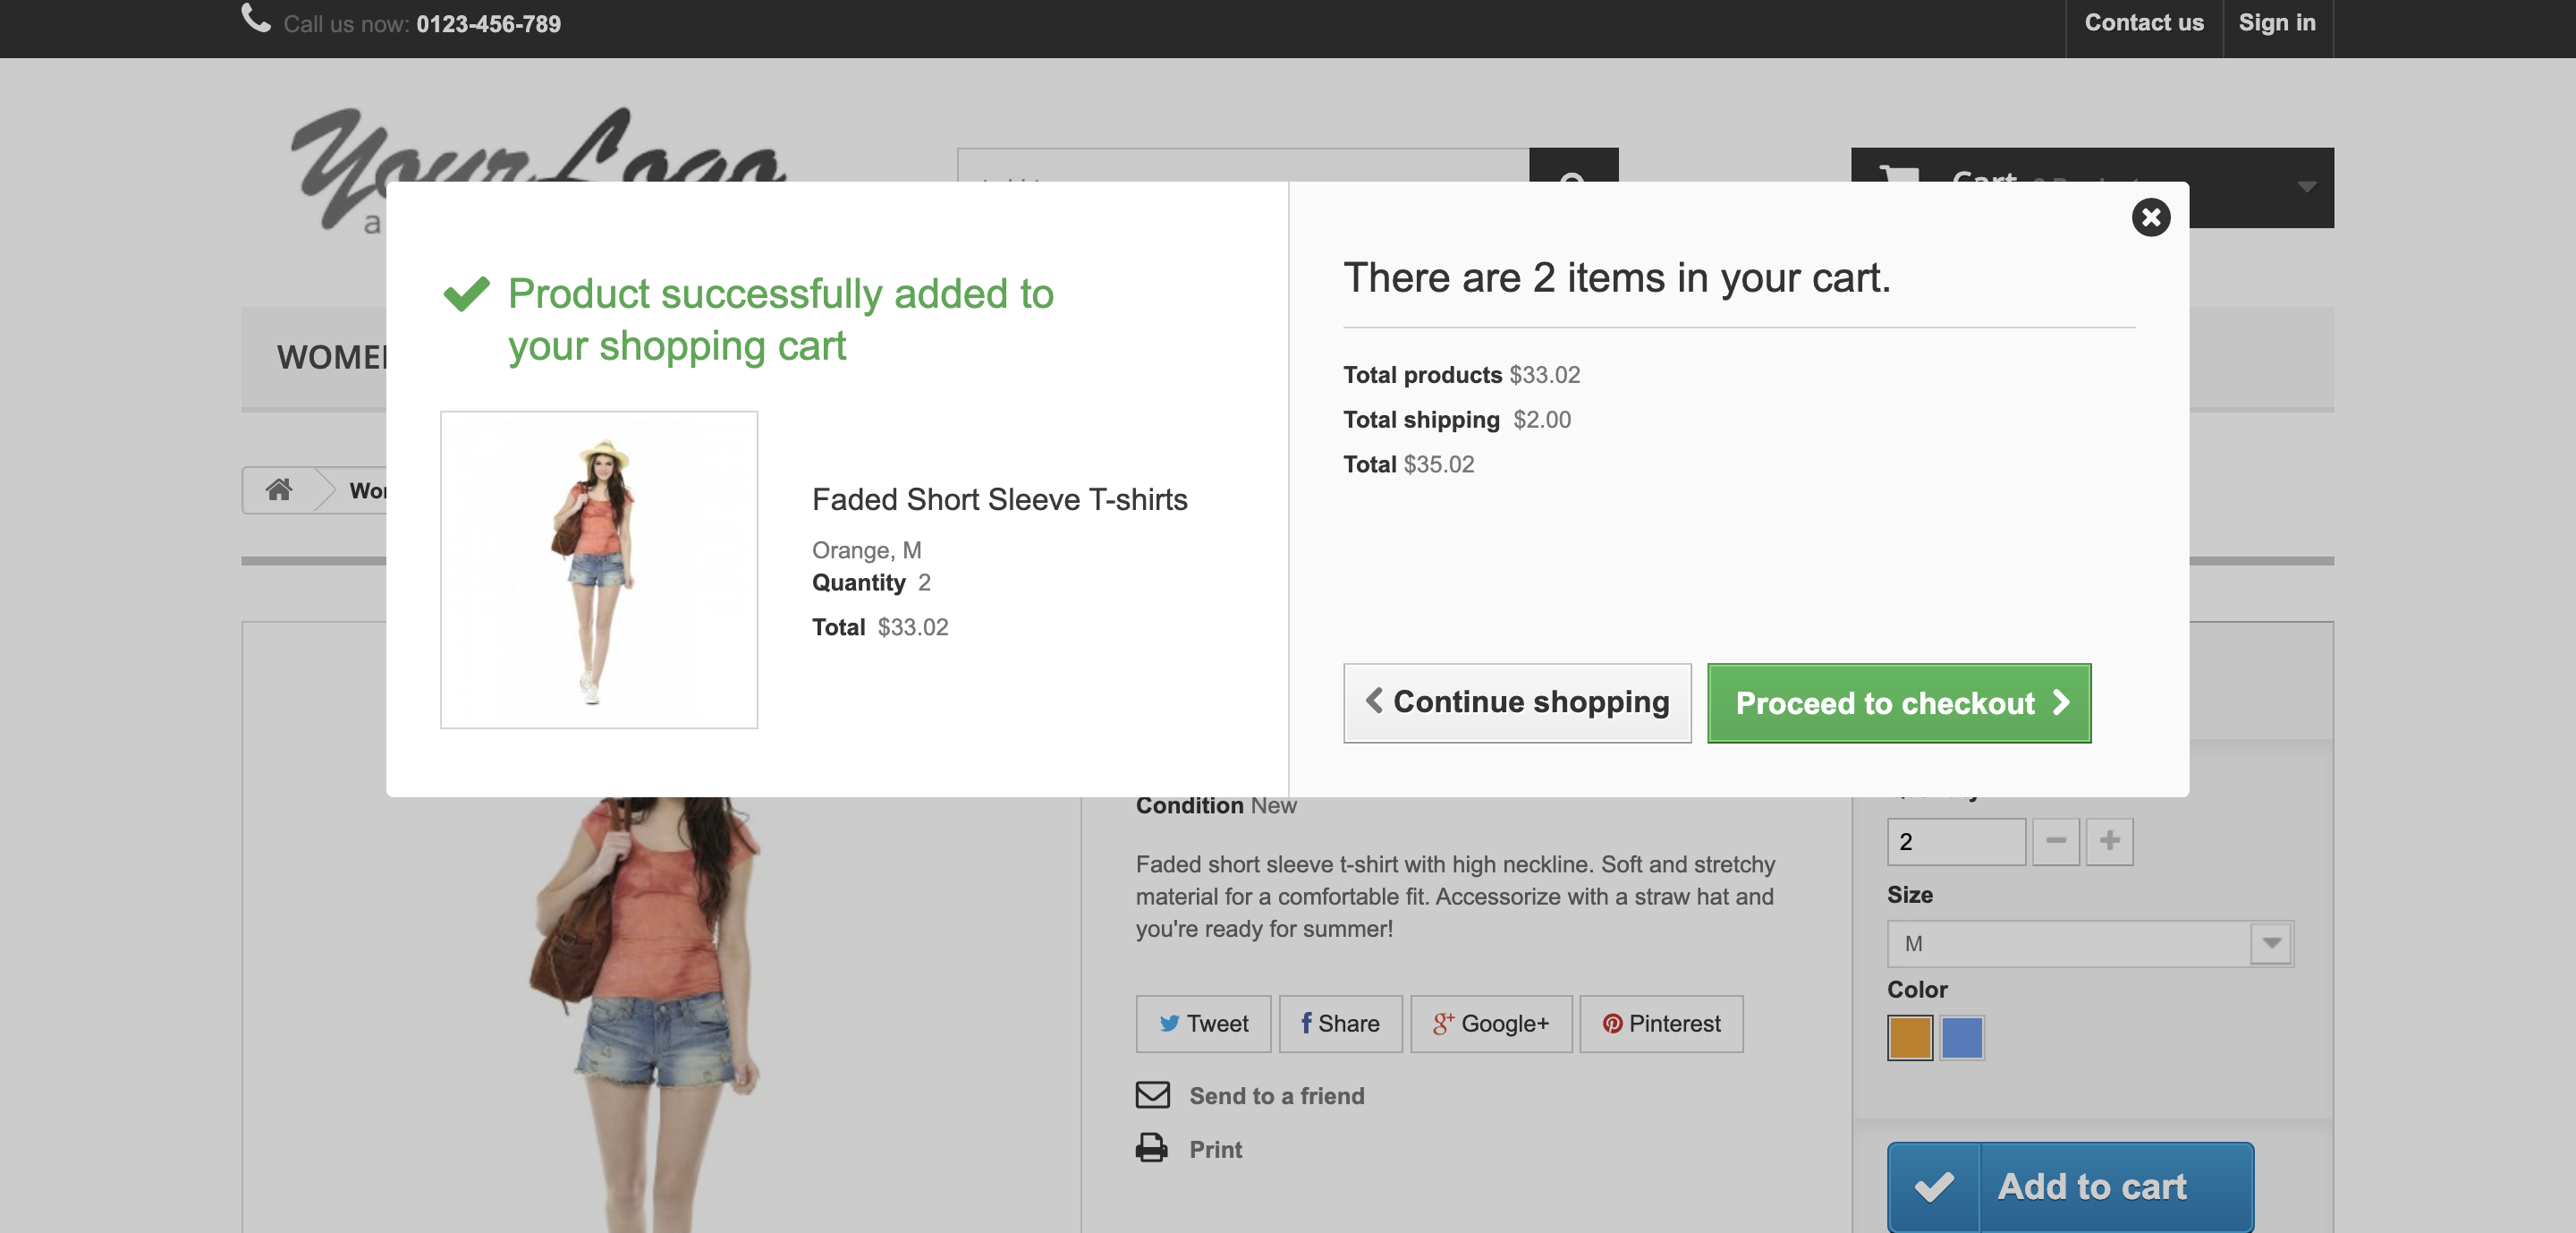 Call us now: 0123-456-789
Contact us
Sign in
Your Logo
a
Cart
WOME
Wo
Product successfully added to
your shopping cart
Faded Short Sleeve T-shirts
Orange, M
Quantity 2
Total $33.02
There are 2 items in your cart.
Total products $33.02
Total shipping $2.00
Total $35.02
Continue shopping
Proceed to checkout
Condition New
Faded short sleeve t-shirt with high neckline. Soft and stretchy
material for a comfortable fit. Accessorize with a straw hat and
you're ready for summer!
Tweet
Share
Google+
Pinterest
Send to a friend
Print
2
Size
M
Color
Add to cart